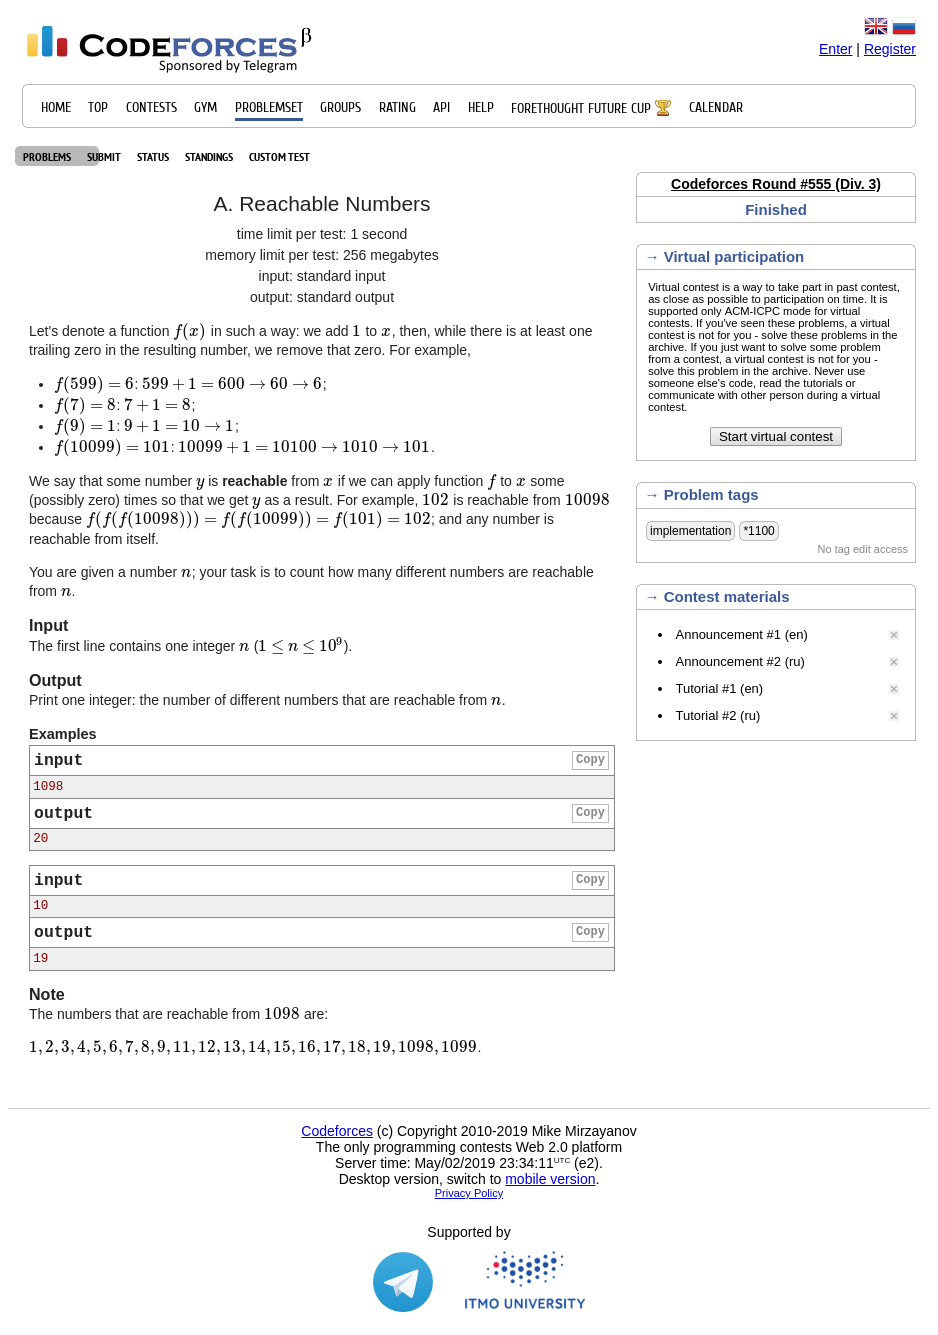 CODEFORCES β
Sponsored by Telegram
Enter | Register
HOME TOP CONTESTS GYM PROBLEMSET GROUPS RATING API HELP FORETHOUGHT FUTURE CUP CALENDAR
PROBLEMS SUBMIT STATUS STANDINGS CUSTOM TEST
A. Reachable Numbers
time limit per test: 1 second
memory limit per test: 256 megabytes
input: standard input
output: standard output
Let's denote a function f(x) in such a way: we add 1 to x, then, while there is at least one
trailing zero in the resulting number, we remove that zero. For example,
• f(599) = 6: 599 + 1 = 600 → 60 → 6;
• f(7) = 8: 7 + 1 = 8;
• f(9) = 1: 9 + 1 = 10 → 1;
• f(10099) = 101: 10099 + 1 = 10100 → 1010 → 101.
We say that some number y is reachable from x if we can apply function f to x some
(possibly zero) times so that we get y as a result. For example, 102 is reachable from 10098
because f(f(f(10098))) = f(f(10099)) = f(101) = 102; and any number is
reachable from itself.
You are given a number n; your task is to count how many different numbers are reachable
from n.
Input
The first line contains one integer n (1 ≤ n ≤ 10⁹).
Output
Print one integer: the number of different numbers that are reachable from n.
Examples
input Copy
1098
output Copy
20
input Copy
10
output Copy
19
Note
The numbers that are reachable from 1098 are:
1, 2, 3, 4, 5, 6, 7, 8, 9, 11, 12, 13, 14, 15, 16, 17, 18, 19, 1098, 1099.
Codeforces Round #555 (Div. 3)
Finished
→ Virtual participation
Virtual contest is a way to take part in past contest,
as close as possible to participation on time. It is
supported only ACM-ICPC mode for virtual
contests. If you've seen these problems, a virtual
contest is not for you - solve these problems in the
archive. If you just want to solve some problem
from a contest, a virtual contest is not for you -
solve this problem in the archive. Never use
someone else's code, read the tutorials or
communicate with other person during a virtual
contest.
Start virtual contest
→ Problem tags
implementation *1100
No tag edit access
→ Contest materials
• Announcement #1 (en)
• Announcement #2 (ru)
• Tutorial #1 (en)
• Tutorial #2 (ru)
Codeforces (c) Copyright 2010-2019 Mike Mirzayanov
The only programming contests Web 2.0 platform
Server time: May/02/2019 23:34:11 UTC (e2).
Desktop version, switch to mobile version.
Privacy Policy
Supported by
ITMO UNIVERSITY